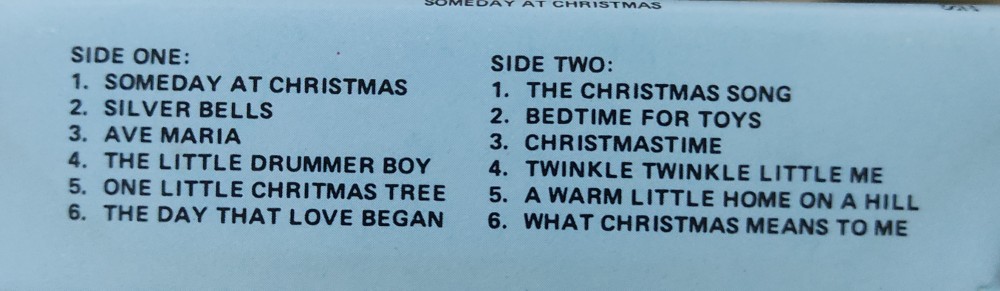 SOMEDAY AT CHRISTMAS
SIDE ONE:
1. SOMEDAY AT CHRISTMAS
2. SILVER BELLS
3. AVE MARIA
4. THE LITTLE DRUMMER BOY
5. ONE LITTLE CHRITMAS TREE
6. THE DAY THAT LOVE BEGAN
SIDE TWO:
1. THE CHRISTMAS SONG
2. BEDTIME FOR TOYS
3. CHRISTMASTIME
4. TWINKLE TWINKLE LITTLE ME
5. A WARM LITTLE HOME ON A HILL
6. WHAT CHRISTMAS MEANS TO ME